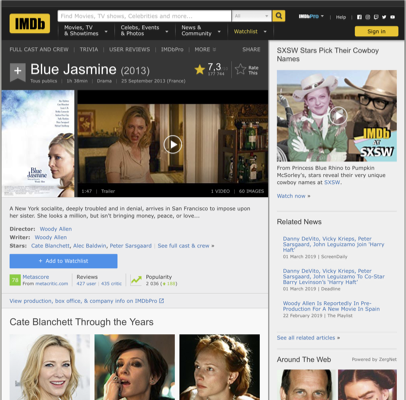 IMDb
Find Movies, TV shows, Celebrities and more...
All
IMDbPro
Help
Movies, TV
& Showtimes
Celebs, Events
& Photos
News &
Community
Watchlist
Sign in
FULL CAST AND CREW | TRIVIA | USER REVIEWS | IMDbPro | MORE
SHARE
Blue Jasmine (2013)
Tous publics | 1h 38min | Drama | 25 September 2013 (France)
7,3
Rate
This
Blue Jasmine
1:47 | Trailer
1 VIDEO | 60 IMAGES
A New York socialite, deeply troubled and in denial, arrives in San Francisco to impose upon
her sister. She looks a million, but isn't bringing money, peace, or love...
Director: Woody Allen
Writer: Woody Allen
Stars: Cate Blanchett, Alec Baldwin, Peter Sarsgaard | See full cast & crew »
+ Add to Watchlist
78
Metascore
From metacritic.com
Reviews
427 user | 435 critic
Popularity
2 036
View production, box office, & company info on IMDbPro
Cate Blanchett Through the Years
SXSW Stars Pick Their Cowboy
Names
IMDb
AT
SXSW
From Princess Blue Rhino to Pumpkin
McSorley's, stars reveal their very unique
cowboy names at SXSW.
Watch now »
Related News
Danny DeVito, Vicky Krieps, Peter
Sarsgaard, John Leguizamo Join 'Harry
Haft'
01 March 2019 | ScreenDaily
Danny DeVito, Vicky Krieps, Peter
Sarsgaard, John Leguizamo To Co-Star
Barry Levinson's 'Harry Haft'
01 March 2019 | Deadline
Woody Allen Is Reportedly In Pre-
Production For A New Movie In Spain
22 February 2019 | The Playlist
See all related articles »
Around The Web
Powered by ZergNet